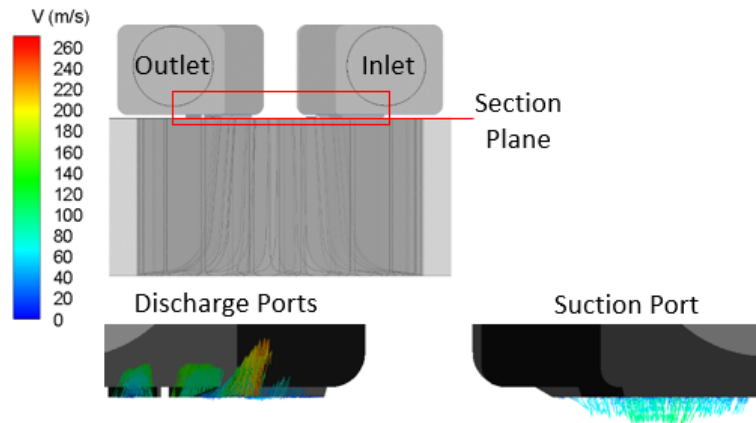 V (m/s)
260
240
220
200
180
160
140
120
100
80
60
40
20
0
Outlet
Inlet
Section
Plane
Discharge Ports
Suction Port